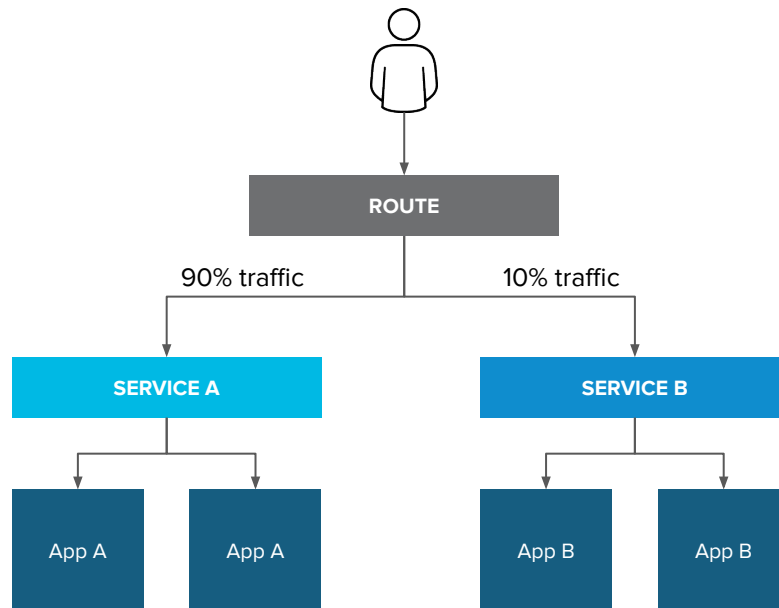 ROUTE
90% traffic
10% traffic
SERVICE A
SERVICE B
App A
App A
App B
App B